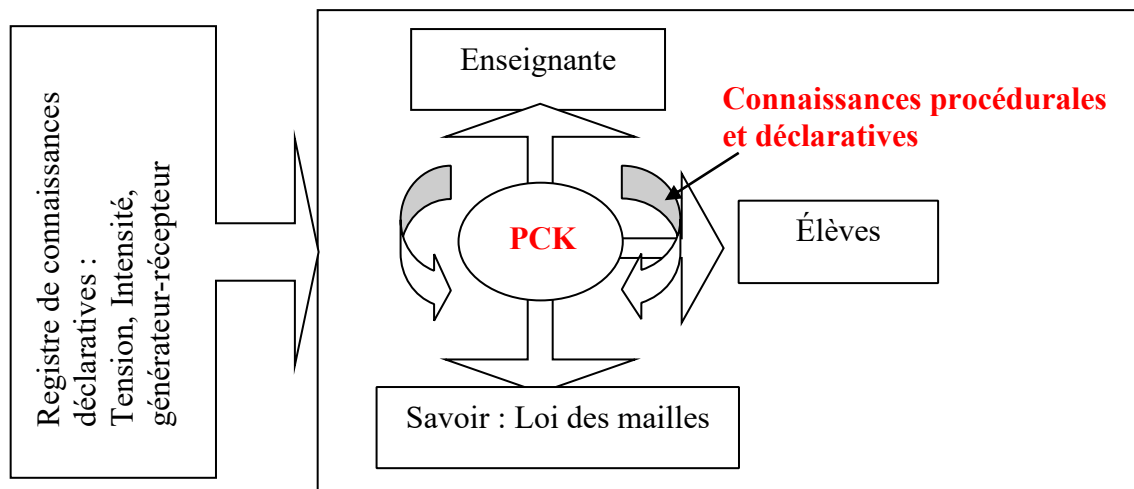 Registre de connaissances
déclaratives :
Tension, Intensité,
générateur-récepteur
Enseignante
Connaissances procédurales
et déclaratives
PCK
Élèves
Savoir : Loi des mailles